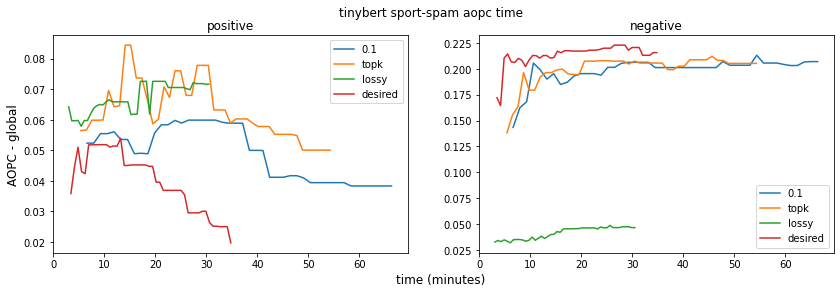 tinybert sport-spam aopc time
positive
AOPC - global
0.08
0.07
0.06
0.05
0.04
0.03
0.02
0
10
20
30
40
50
60
0.1
topk
lossy
desired
negative
0.225
0.200
0.175
0.150
0.125
0.100
0.075
0.050
0.025
0
10
20
30
40
50
60
0.1
topk
lossy
desired
time (minutes)